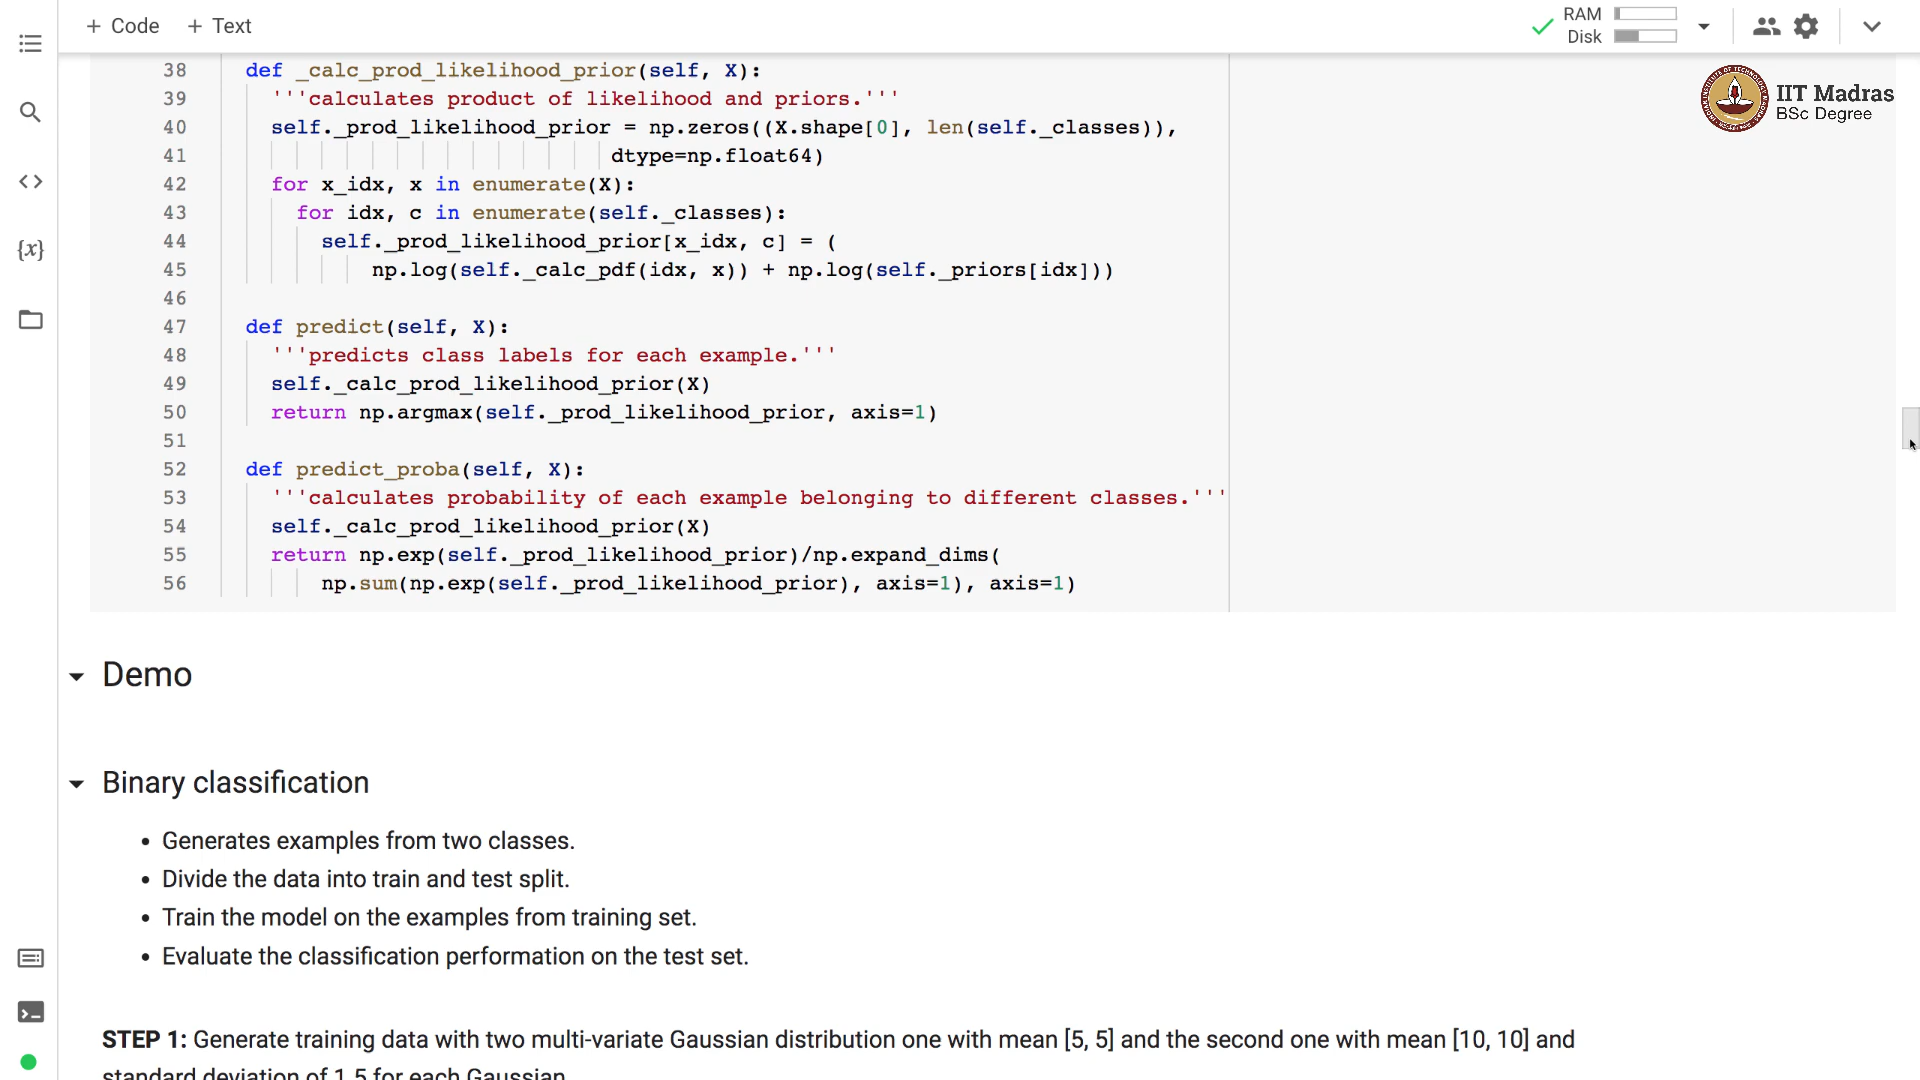 + Code + Text
RAM
Disk
IIT Madras
BSc Degree
38 def _calc_prod_likelihood_prior(self, X):
39 '''calculates product of likelihood and priors.'''
40 self._prod_likelihood_prior = np.zeros((X.shape[0], len(self._classes)),
41 dtype=np.float64)
42 for x_idx, x in enumerate(X):
43 for idx, c in enumerate(self._classes):
44 self._prod_likelihood_prior[x_idx, c] = (
45 np.log(self._calc_pdf(idx, x)) + np.log(self._priors[idx]))
46
47 def predict(self, X):
48 '''predicts class labels for each example.'''
49 self._calc_prod_likelihood_prior(X)
50 return np.argmax(self._prod_likelihood_prior, axis=1)
51
52 def predict_proba(self, X):
53 '''calculates probability of each example belonging to different classes.'''
54 self._calc_prod_likelihood_prior(X)
55 return np.exp(self._prod_likelihood_prior)/np.expand_dims(
56 np.sum(np.exp(self._prod_likelihood_prior), axis=1), axis=1)
Demo
Binary classification
• Generates examples from two classes.
• Divide the data into train and test split.
• Train the model on the examples from training set.
• Evaluate the classification performation on the test set.
STEP 1: Generate training data with two multi-variate Gaussian distribution one with mean [5, 5] and the second one with mean [10, 10] and
standard deviation of 1.5 for each Gaussian.